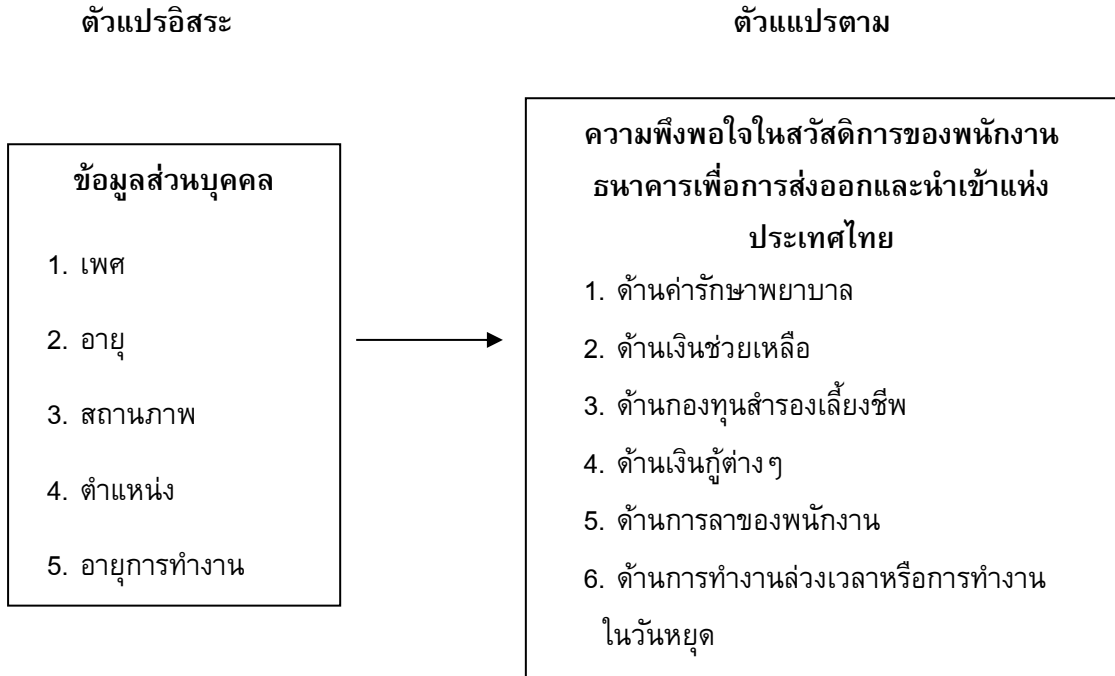 ตัวแปรอิสระ
ตัวแแปรตาม
ข้อมูลส่วนบุคคล
1. เพศ
2. อายุ
3. สถานภาพ
4. ตำแหน่ง
5. อายุการทำงาน
ความพึงพอใจในสวัสดิการของพนักงาน
ธนาคารเพื่อการส่งออกและนำเข้าแห่ง
ประเทศไทย
1. ด้านค่ารักษาพยาบาล
2. ด้านเงินช่วยเหลือ
3. ด้านกองทุนสำรองเลี้ยงชีพ
4. ด้านเงินกู้ต่าง ๆ
5. ด้านการลาของพนักงาน
6. ด้านการทำงานล่วงเวลาหรือการทำงาน
ในวันหยุด